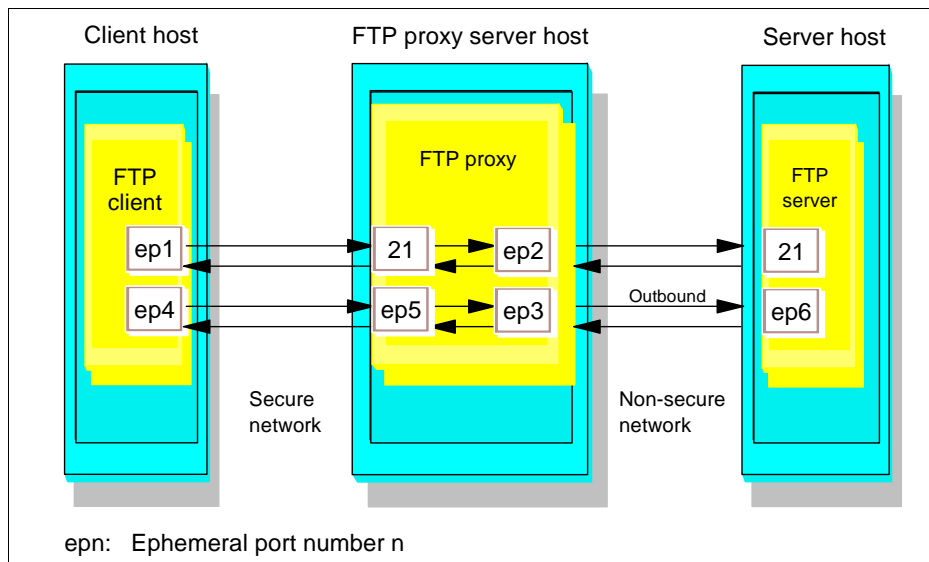 Client host
FTP proxy server host
Server host
FTP client
FTP proxy
FTP server
ep1
21
ep2
21
ep4
ep5
ep3
Outbound
ep6
Secure network
Non-secure network
epn: Ephemeral port number n